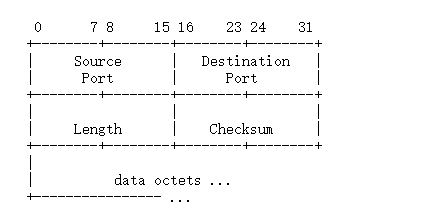 0 7 8 15 16 23 24 31
Source Destination
Port Port
Length Checksum
data octets ...
...